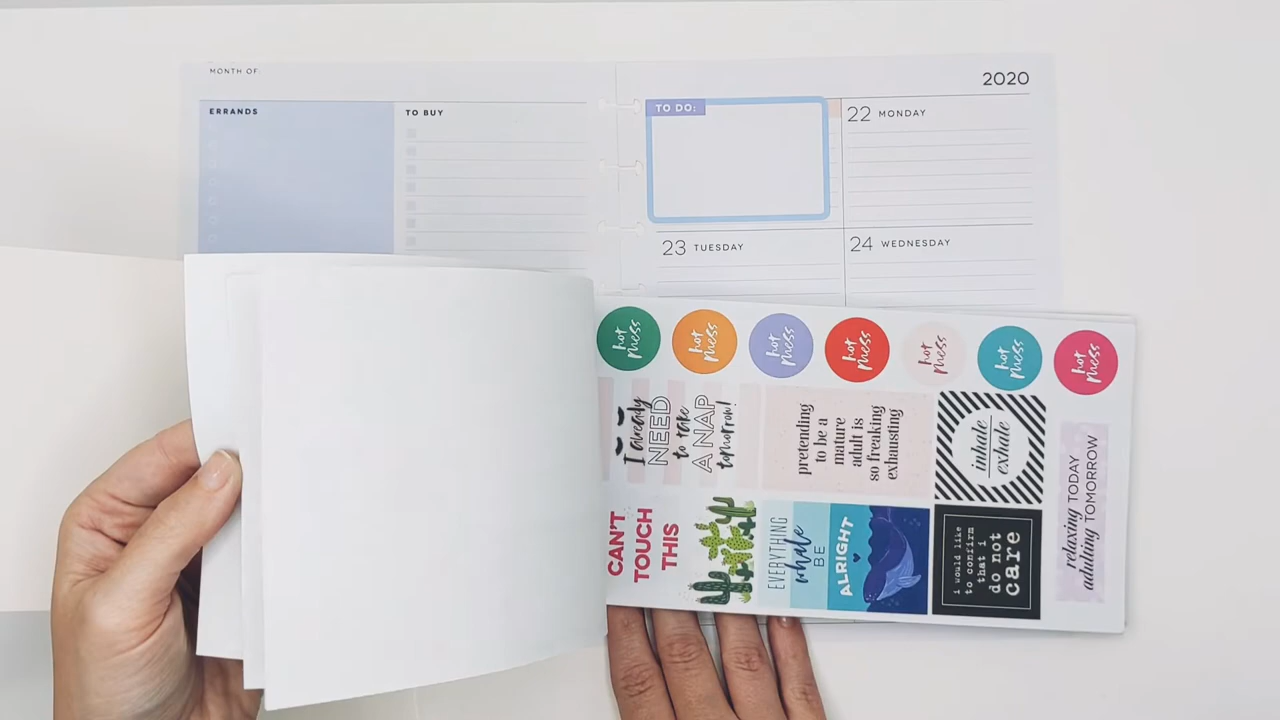 MONTH OF:
2020
ERRANDS
TO BUY
TO DO:
22 MONDAY
23 TUESDAY
24 WEDNESDAY
hot
mess
hot
mess
hot
mess
hot
mess
hot
mess
hot
mess
hot
mess
I already
NEED
to take
A NAP
tomorrow!
pretending
to be a
mature
adult is
so freaking
exhausting
inhale
exhale
relaxing TODAY
adulting TOMORROW
CAN'T
TOUCH
THIS
EVERYTHING
whale
BE
ALRIGHT
i would like
to confirm
that i
do not
care